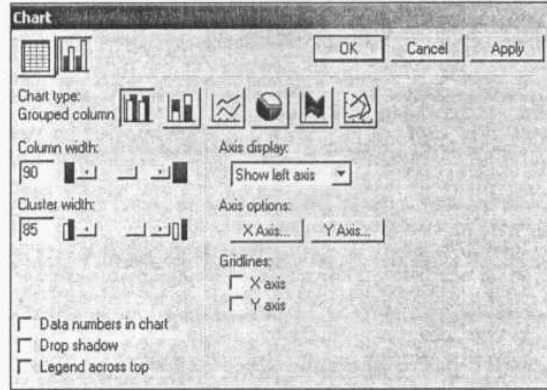 Chart
OK Cancel Apply
Chart type:
Grouped column
Column width:
90
Cluster width:
85
Axis display:
Show left axis
Axis options:
X Axis... Y Axis...
Gridlines:
X axis
Y axis
Data numbers in chart
Drop shadow
Legend across top